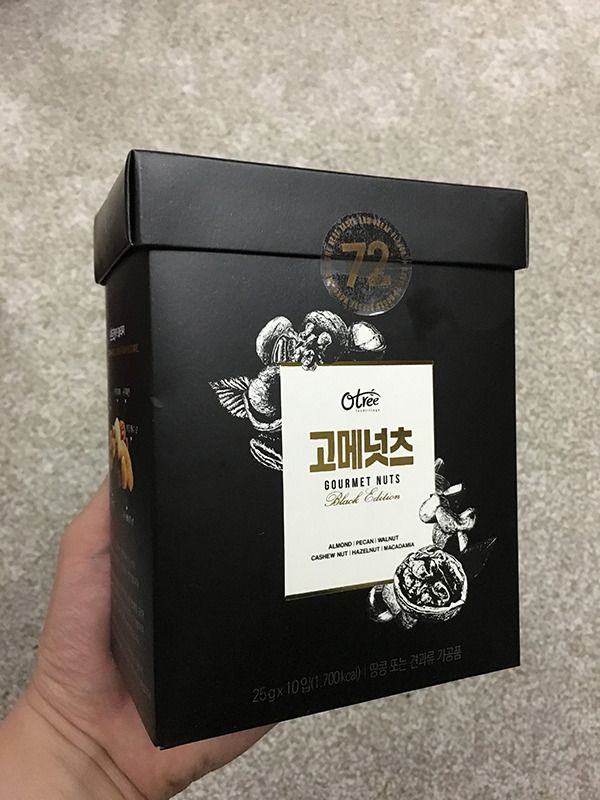 72
Otrée
고메넛츠
GOURMET NUTS
Black Edition
ALMOND | PECAN | WALNUT
CASHEW NUT | HAZELNUT | MACADAMIA
25g x 10입(1,700kcal) | 땅콩 또는 견과류 가공품